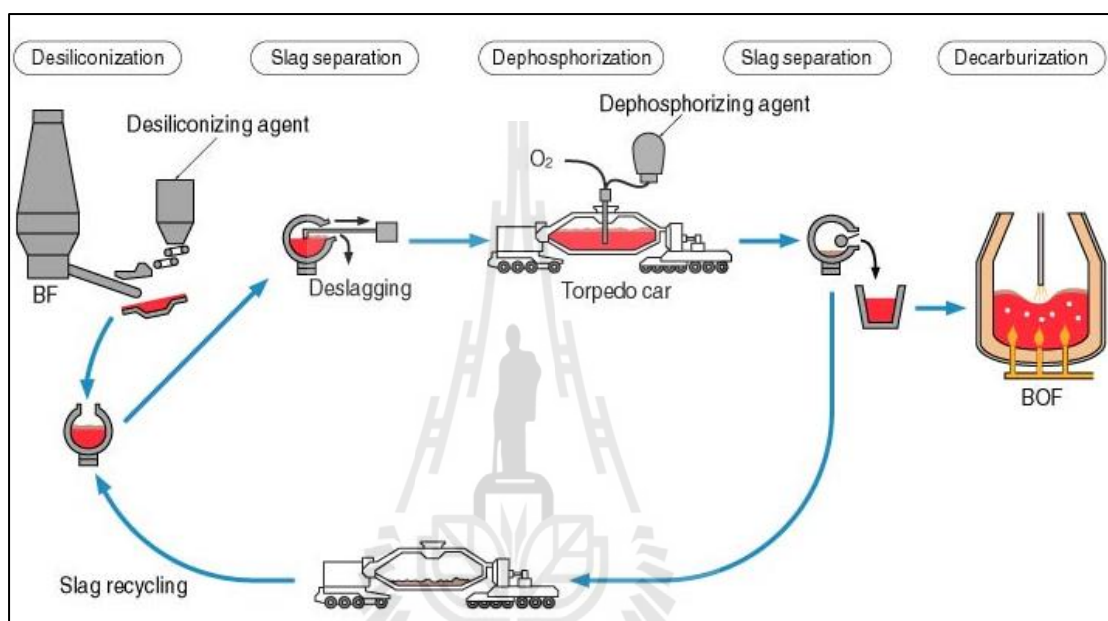 Desiliconization
Slag separation
Dephosphorization
Slag separation
Decarburization
Desiliconizing agent
Dephosphorizing agent
O₂
BF
Deslagging
Torpedo car
BOF
Slag recycling